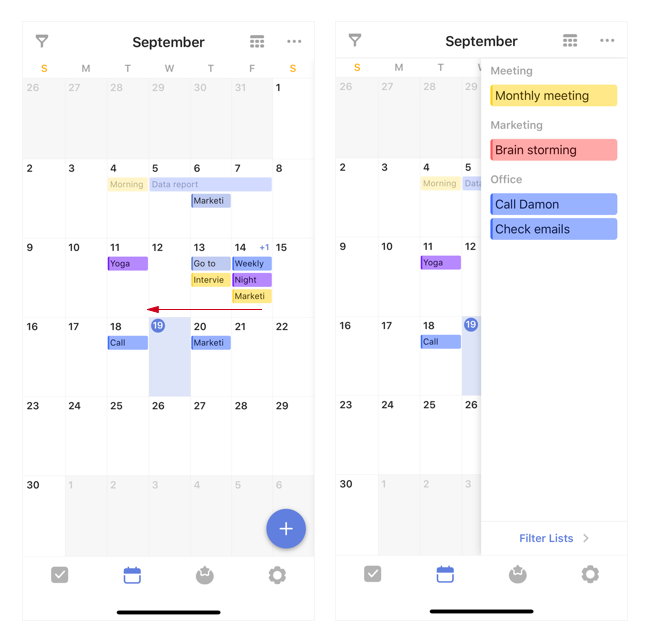 September
S M T W T F S
26 27 28 29 30 31 1
2 3 4 5 6 7 8
Morning Data report
Marketi
9 10 11 12 13 14 +1 15
Yoga Go to Weekly
Intervie Night
Marketi
16 17 18 19 20 21 22
Call Marketi
23 24 25 26 27 28 29
30 1 2 3 4 5 6
September
S M T W
26 27 28 29
2 3 4 5
Morning Data
9 10 11 12
Yoga
16 17 18 19
Call
23 24 25 26
30 1 2 3
Meeting
Monthly meeting
Marketing
Brain storming
Office
Call Damon
Check emails
Filter Lists